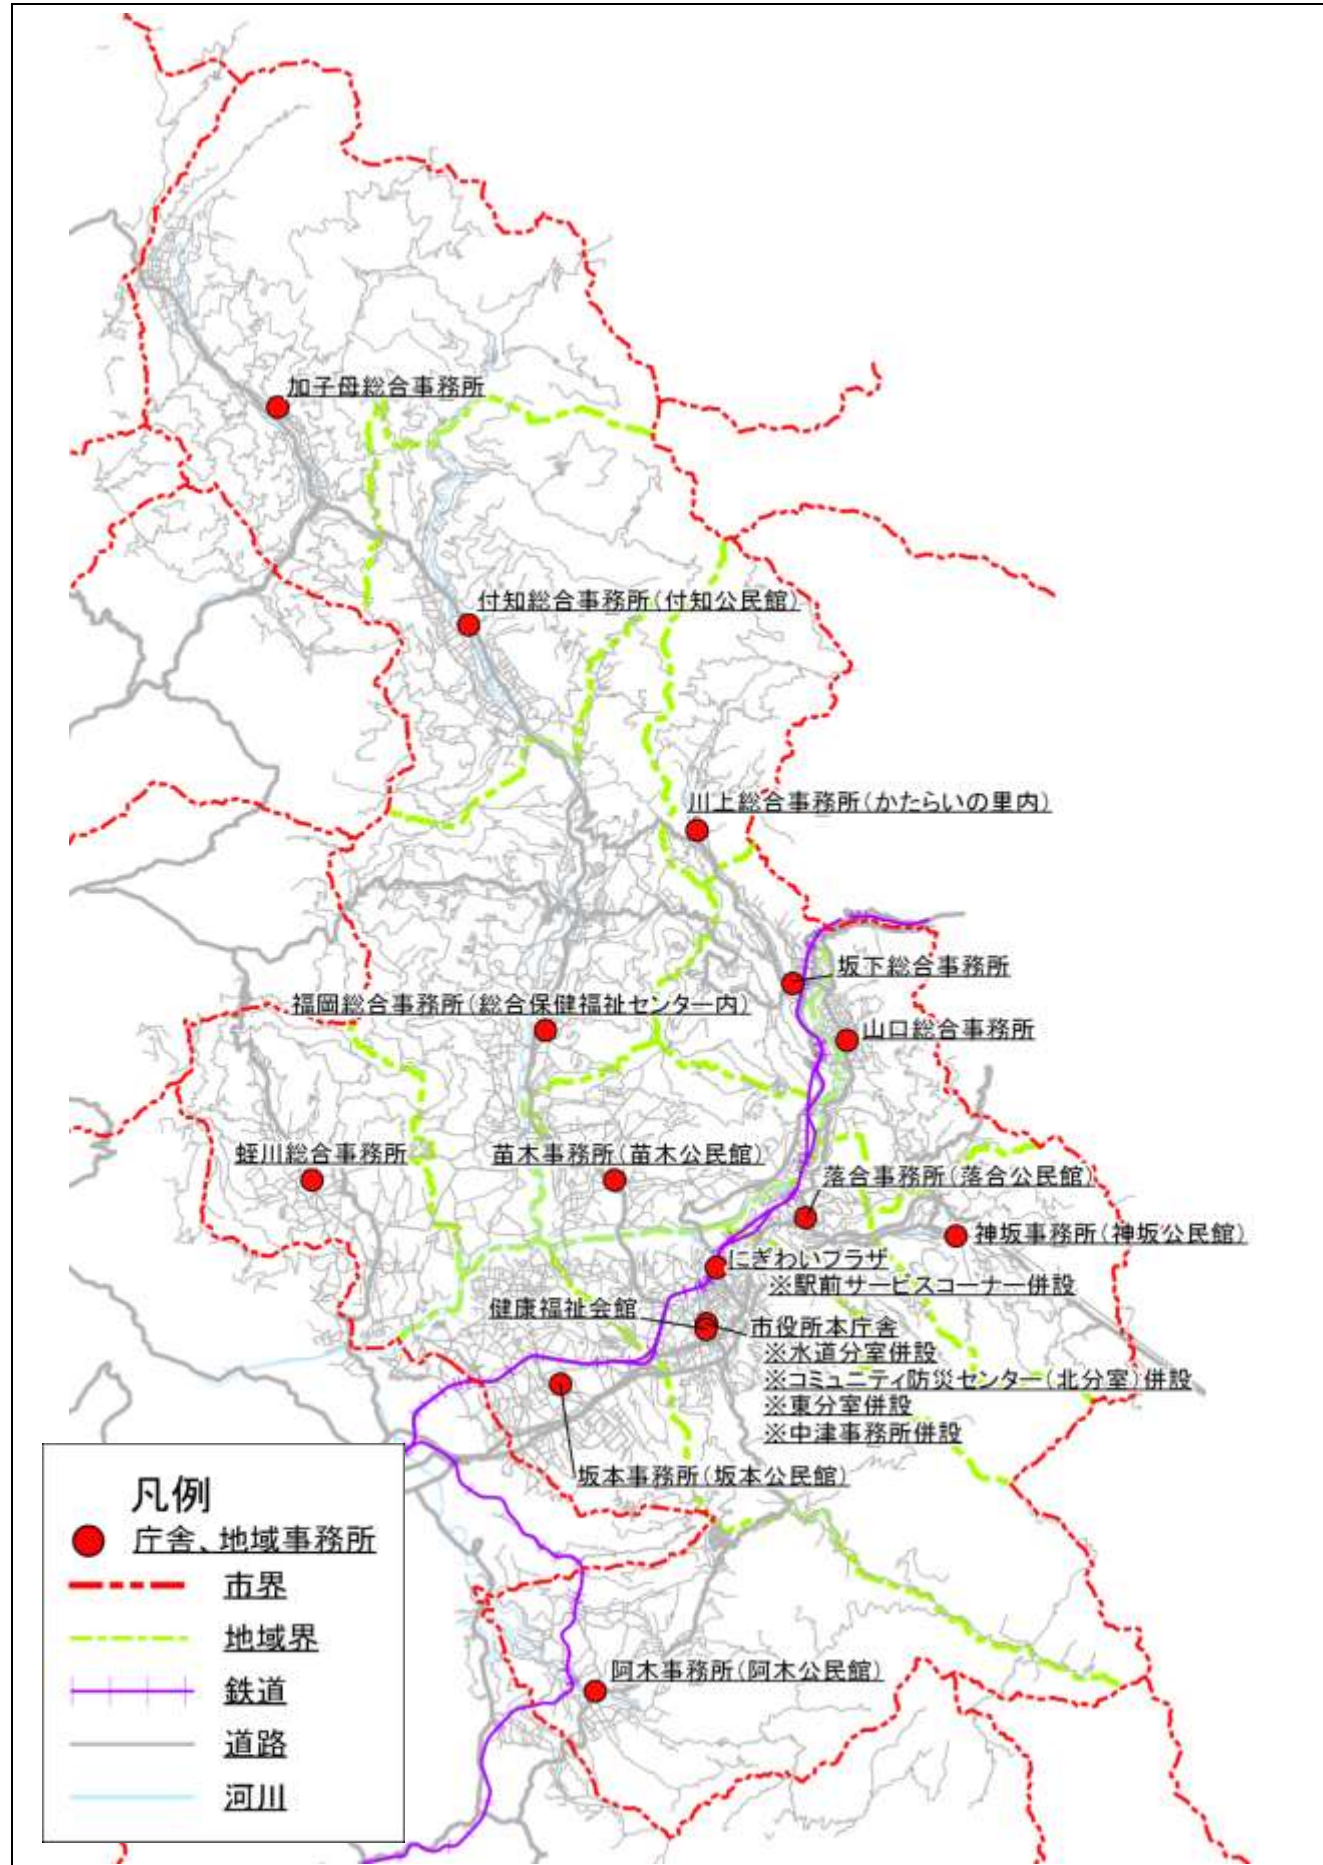 加子母総合事務所
付知総合事務所(付知公民館)
川上総合事務所(かたらいの里内)
坂下総合事務所
福岡総合事務所(総合保健福祉センター内)
山口総合事務所
蛭川総合事務所
苗木事務所(苗木公民館)
落合事務所(落合公民館)
神坂事務所(神坂公民館)
にぎわいプラザ
※駅前サービスコーナー併設
健康福祉会館
市役所本庁舎
※水道分室併設
※コミュニティ防災センター(北分室)併設
※東分室併設
※中津事務所併設
坂本事務所(坂本公民館)
阿木事務所(阿木公民館)
凡例
庁舎、地域事務所
市界
地域界
鉄道
道路
河川